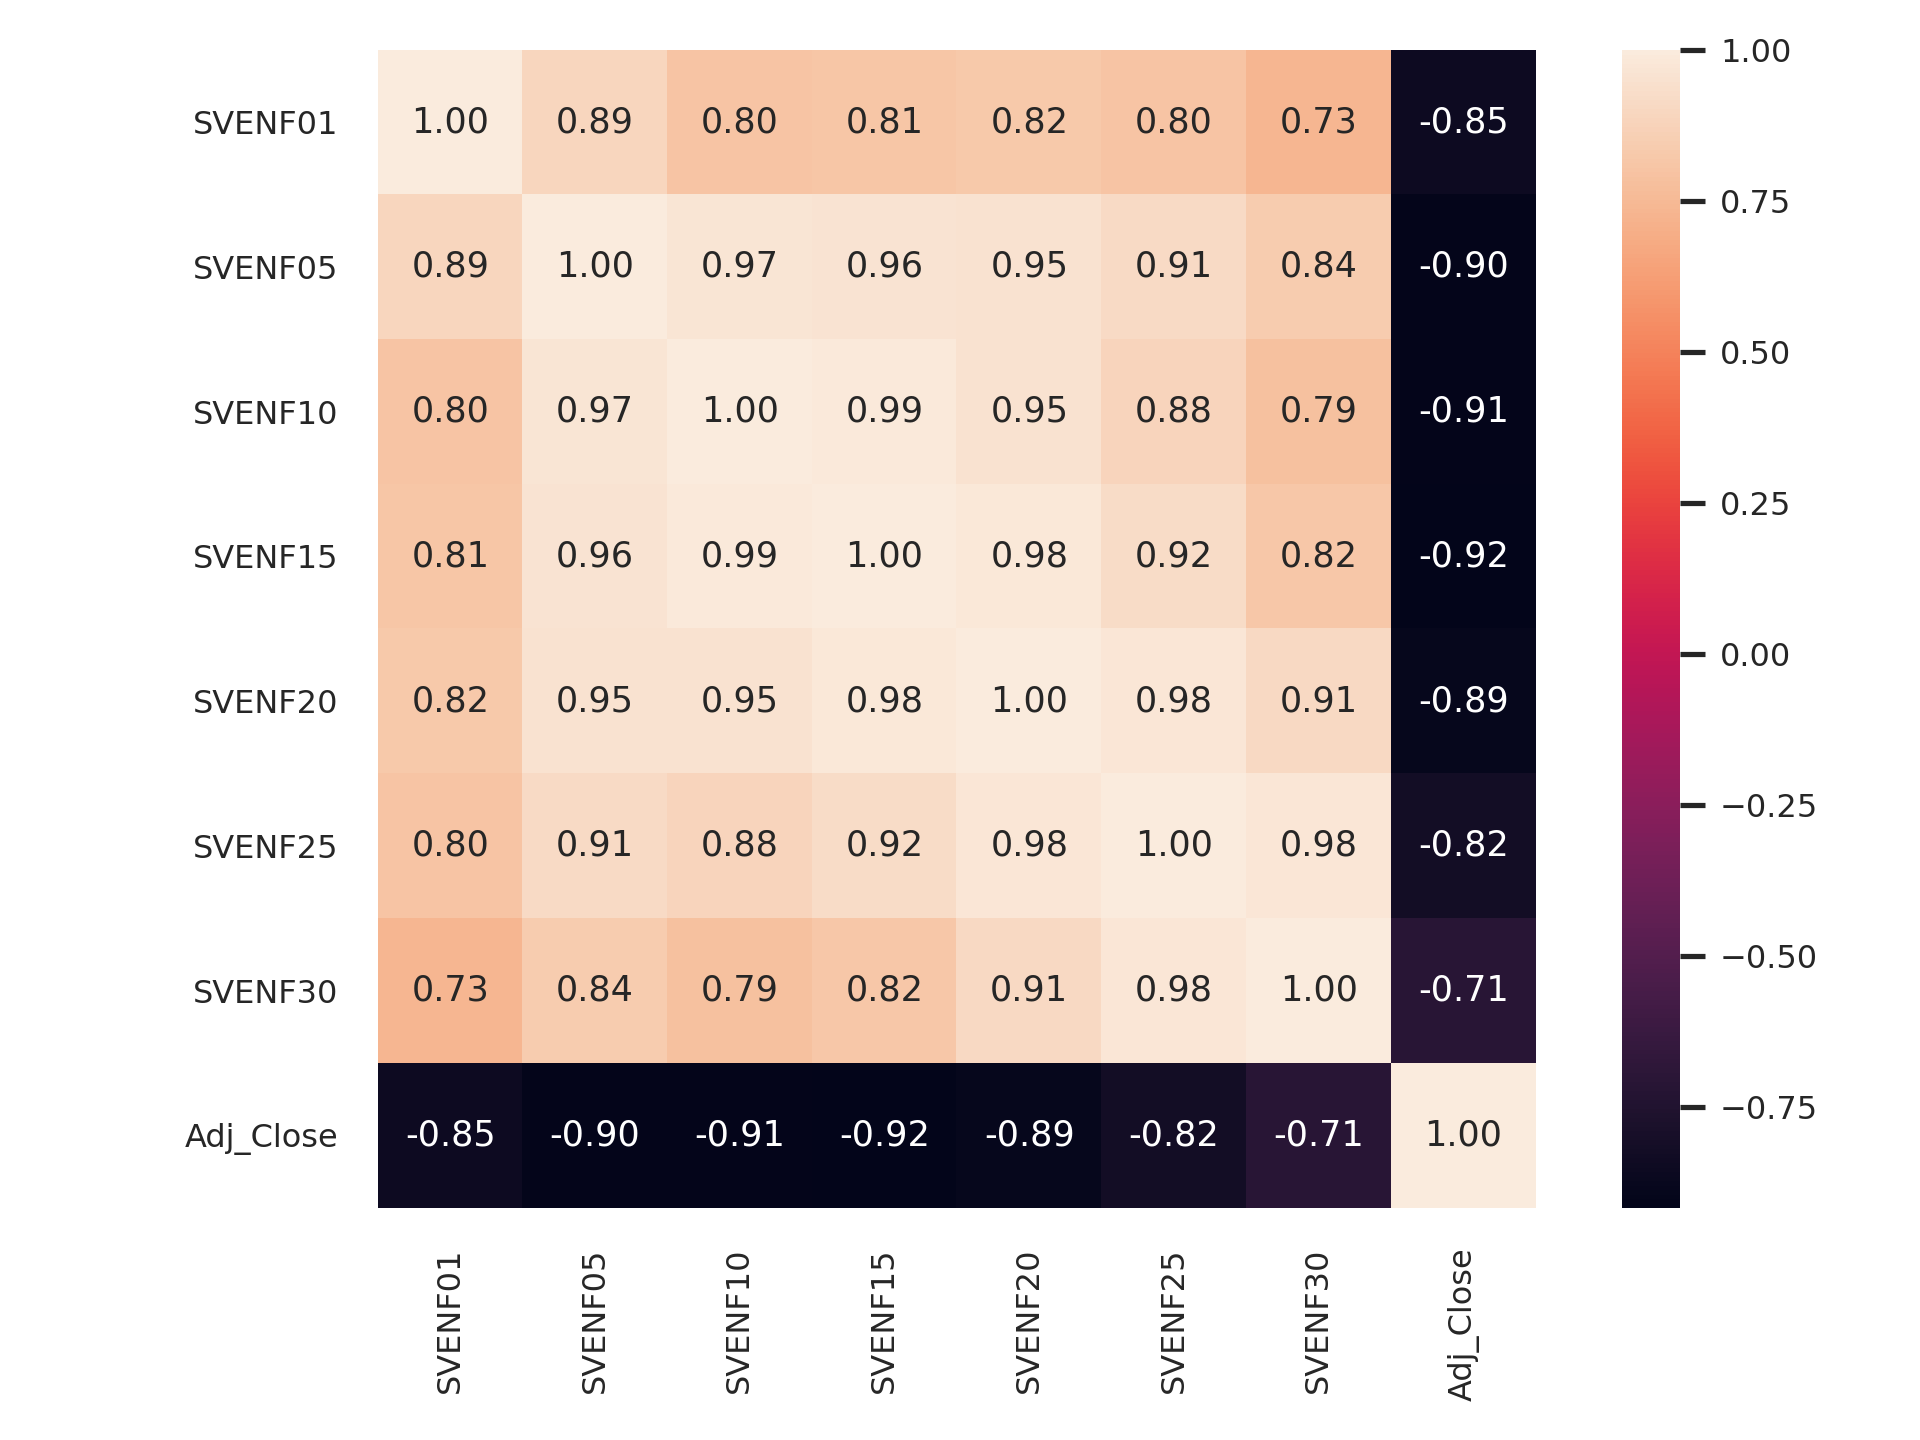 SVENF01 1.00 0.89 0.80 0.81 0.82 0.80 0.73 -0.85
SVENF05 0.89 1.00 0.97 0.96 0.95 0.91 0.84 -0.90
SVENF10 0.80 0.97 1.00 0.99 0.95 0.88 0.79 -0.91
SVENF15 0.81 0.96 0.99 1.00 0.98 0.92 0.82 -0.92
SVENF20 0.82 0.95 0.95 0.98 1.00 0.98 0.91 -0.89
SVENF25 0.80 0.91 0.88 0.92 0.98 1.00 0.98 -0.82
SVENF30 0.73 0.84 0.79 0.82 0.91 0.98 1.00 -0.71
Adj_Close -0.85 -0.90 -0.91 -0.92 -0.89 -0.82 -0.71 1.00
SVENF01 SVENF05 SVENF10 SVENF15 SVENF20 SVENF25 SVENF30 Adj_Close
1.00
0.75
0.50
0.25
0.00
−0.25
−0.50
−0.75